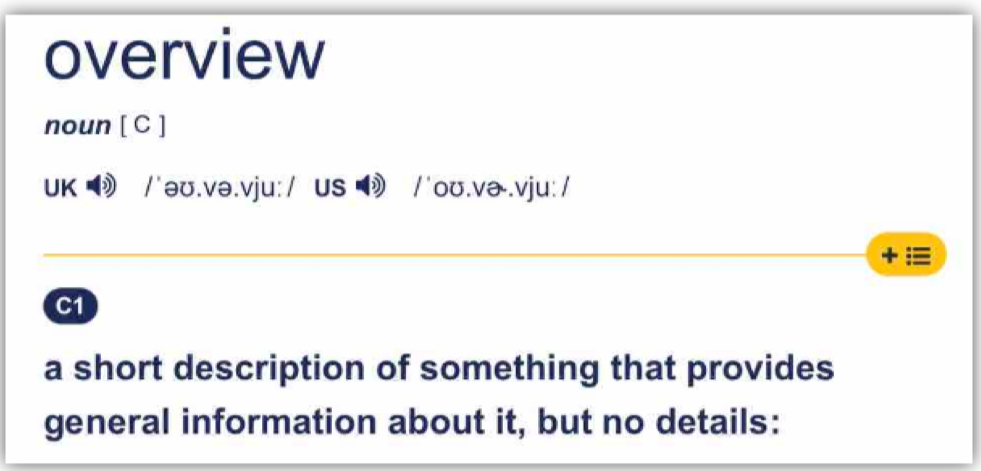 overview
noun [ C ]
UK /ˈəʊ.və.vjuː/ US /ˈoʊ.vɚ.vjuː/
C1
a short description of something that provides
general information about it, but no details: